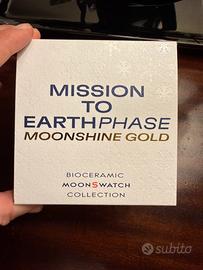 MISSION
TO
EARTHPHASE
MOONSHINE GOLD
BIOCERAMIC
MOONSWATCH
COLLECTION
subito